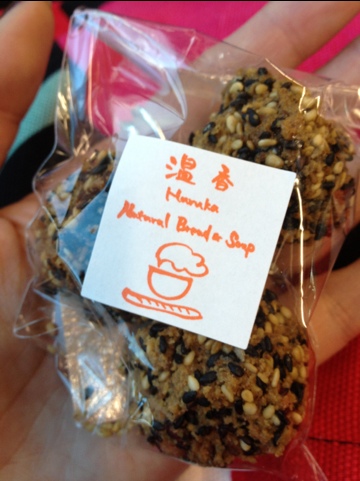 温香
Haruka
Natural Bread & Soup